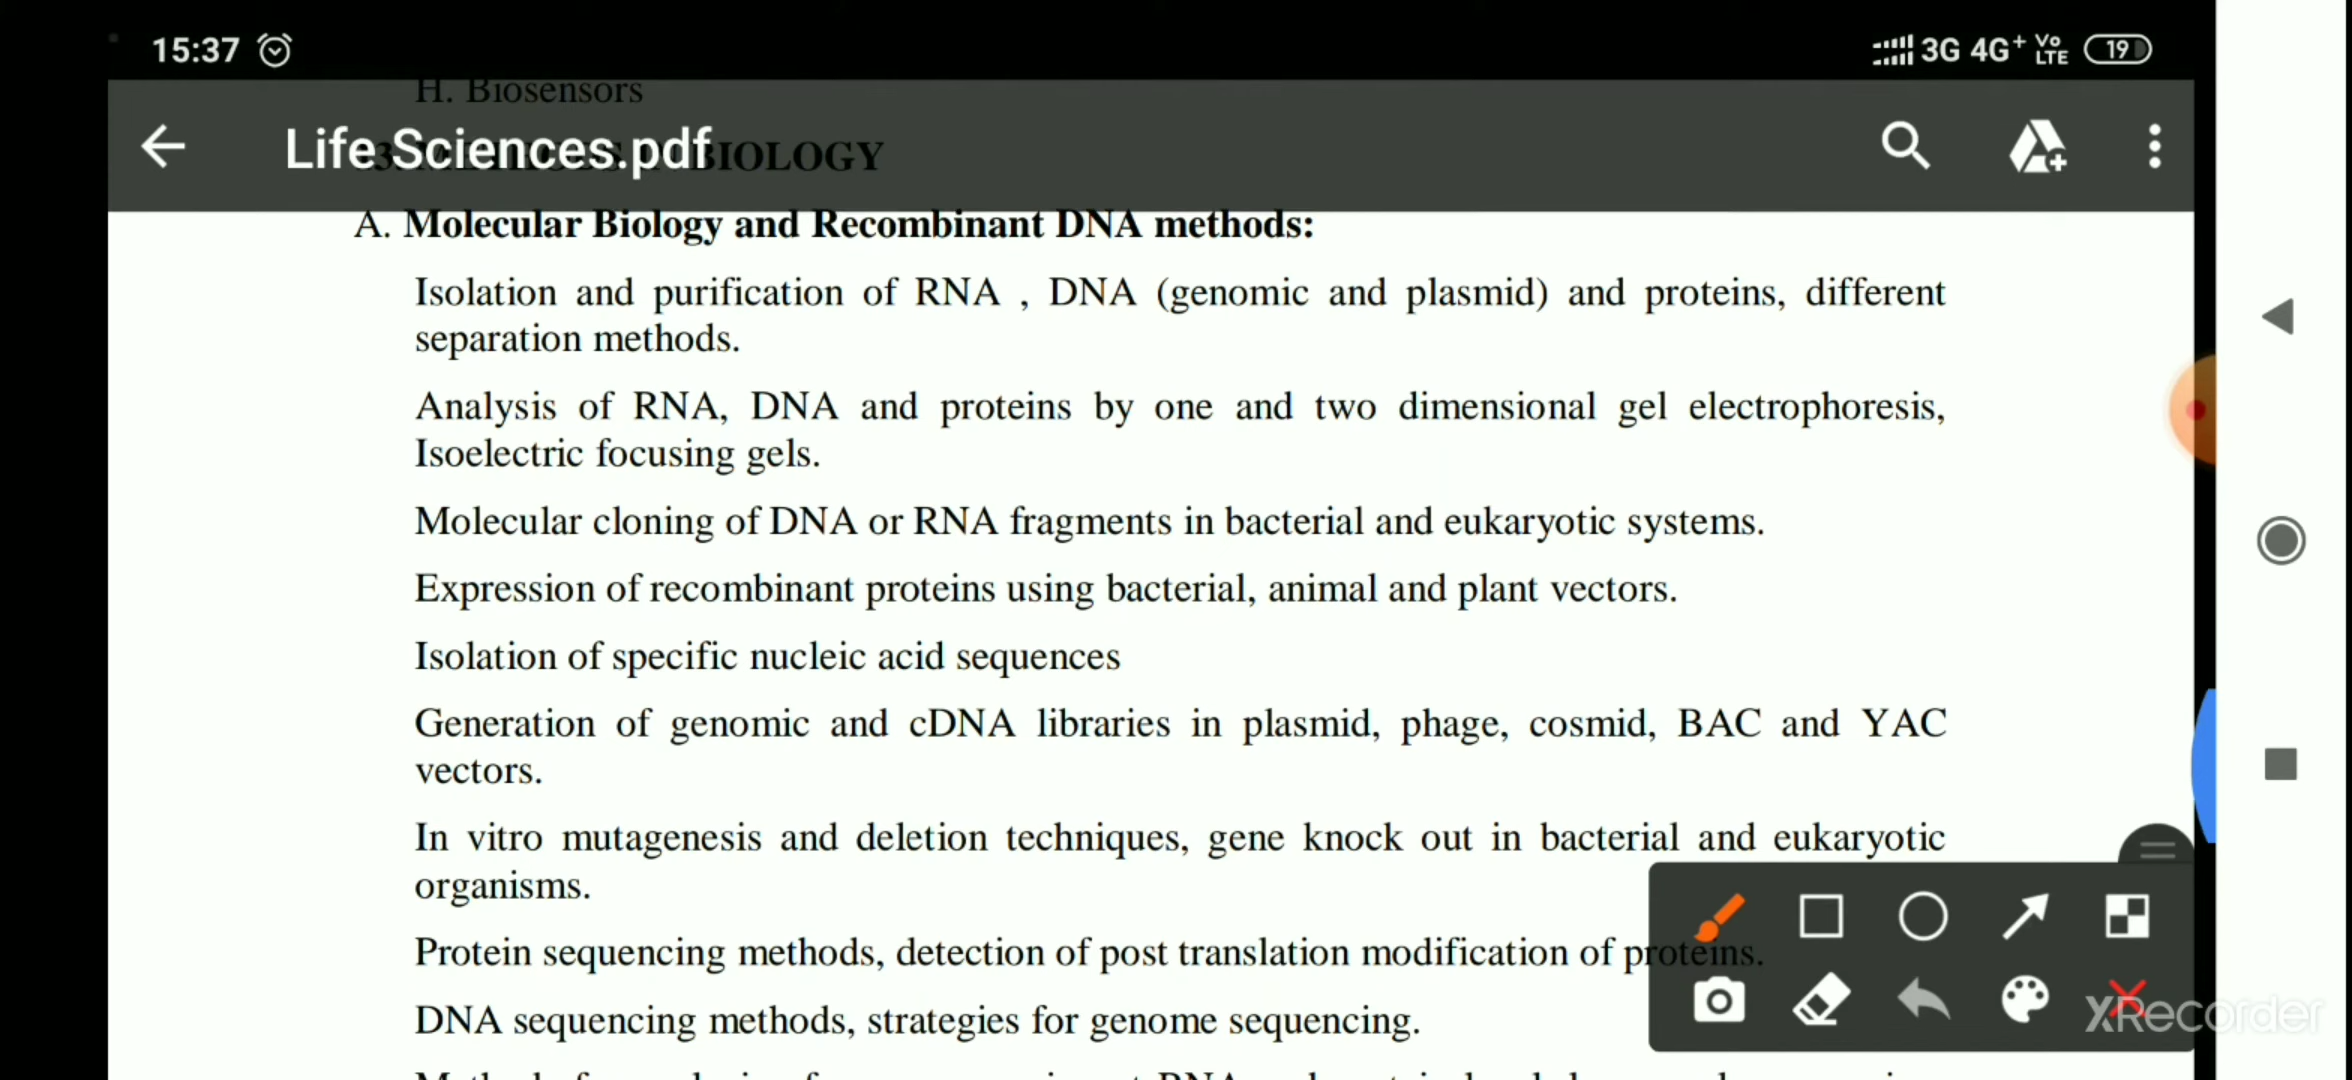 15:37 3G 4G+ Vo LTE 19
H. Biosensors
Life Sciences.pdf
BIOLOGY
A. Molecular Biology and Recombinant DNA methods:
Isolation and purification of RNA , DNA (genomic and plasmid) and proteins, different
separation methods.
Analysis of RNA, DNA and proteins by one and two dimensional gel electrophoresis,
Isoelectric focusing gels.
Molecular cloning of DNA or RNA fragments in bacterial and eukaryotic systems.
Expression of recombinant proteins using bacterial, animal and plant vectors.
Isolation of specific nucleic acid sequences
Generation of genomic and cDNA libraries in plasmid, phage, cosmid, BAC and YAC
vectors.
In vitro mutagenesis and deletion techniques, gene knock out in bacterial and eukaryotic
organisms.
Protein sequencing methods, detection of post translation modification of proteins.
DNA sequencing methods, strategies for genome sequencing.
XRecorder